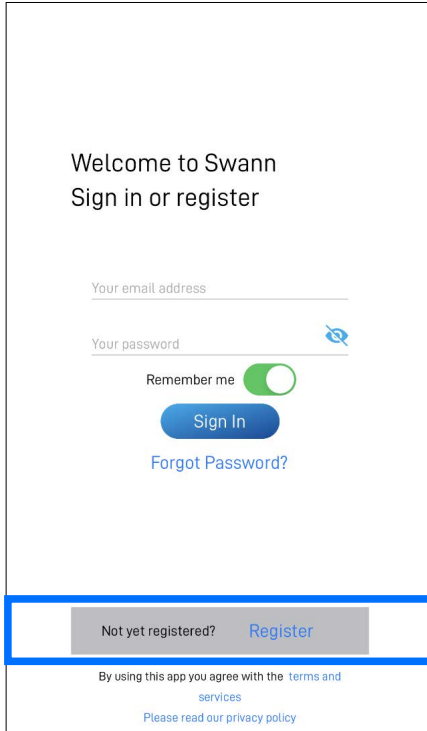 Welcome to Swann
Sign in or register
Your email address
Your password
Remember me
Sign In
Forgot Password?
Not yet registered? Register
By using this app you agree with the terms and
services
Please read our privacy policy